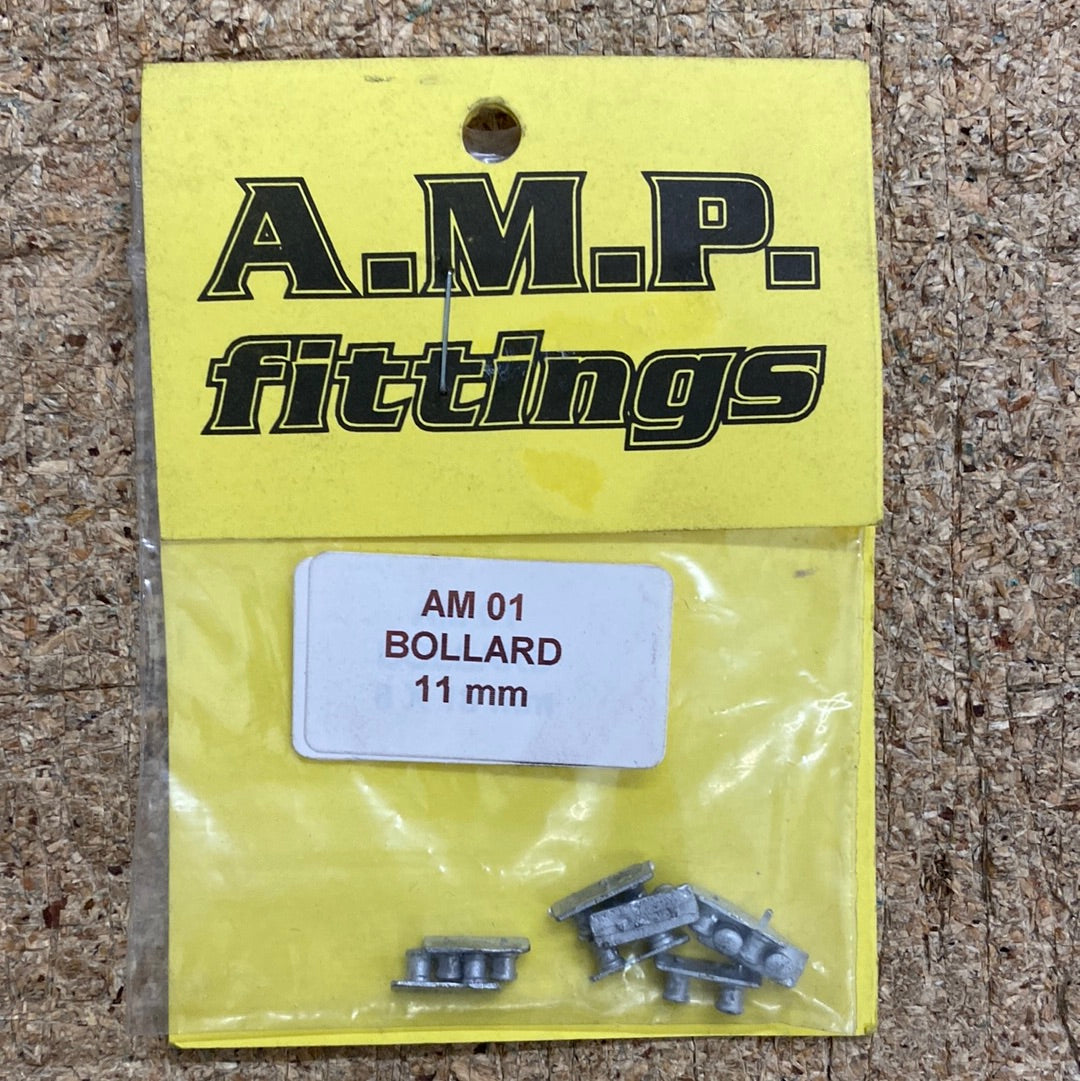 A.M.P.
fittings
AM 01
BOLLARD
11 mm